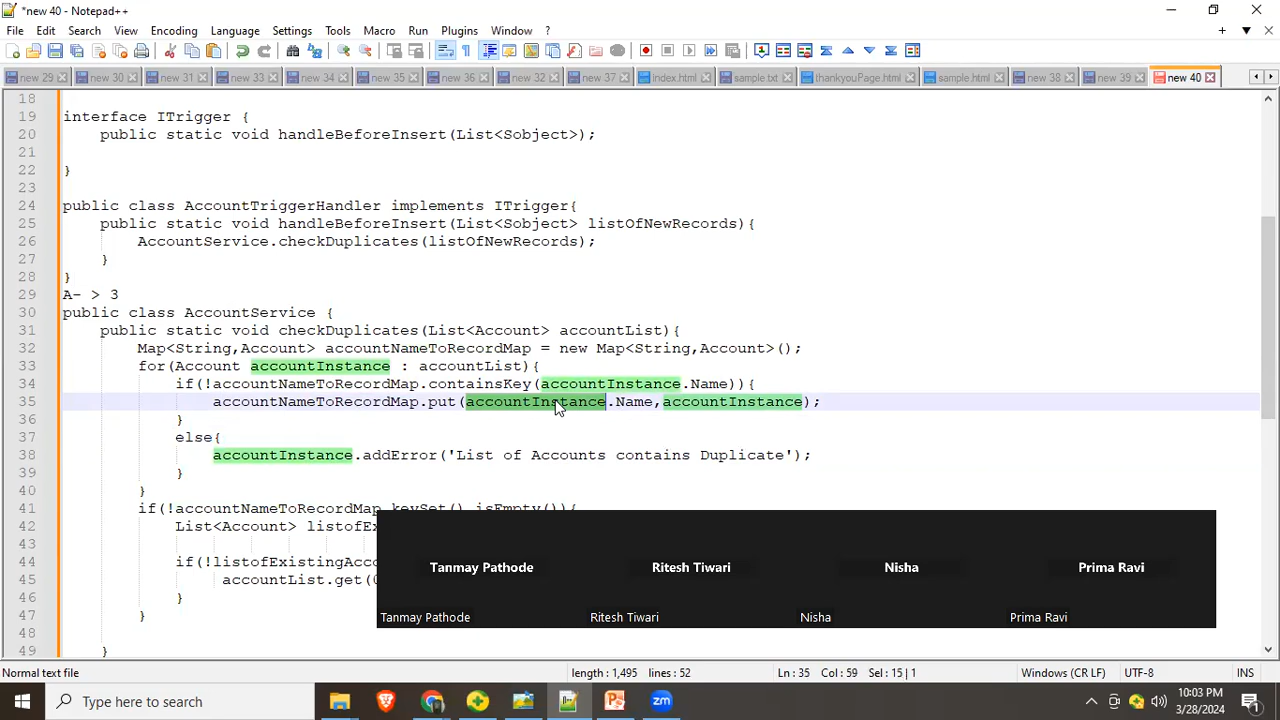 *new 40 - Notepad++
File Edit Search View Encoding Language Settings Tools Macro Run Plugins Window ?
new 29 new 30 new 31 new 33 new 34 new 35 new 36 new 32 new 37 index.html sample.txt thankyouPage.html sample.html new 38 new 39 new 40
18
19 interface ITrigger {
20 public static void handleBeforeInsert(List<Sobject>);
21
22 }
23
24 public class AccountTriggerHandler implements ITrigger{
25 public static void handleBeforeInsert(List<Sobject> listOfNewRecords){
26 AccountService.checkDuplicates(listOfNewRecords);
27 }
28 }
29 A- > 3
30 public class AccountService {
31 public static void checkDuplicates(List<Account> accountList){
32 Map<String,Account> accountNameToRecordMap = new Map<String,Account>();
33 for(Account accountInstance : accountList){
34 if(!accountNameToRecordMap.containsKey(accountInstance.Name)){
35 accountNameToRecordMap.put(accountInstance.Name,accountInstance);
36 }
37 else{
38 accountInstance.addError('List of Accounts contains Duplicate');
39 }
40 }
41 if(!accountNameToRecordMap.keySet().isEmpty()){
42 List<Account> listofEx
43
44 if(!listofExistingAcco
45 accountList.get(
46 }
47 }
48
49 }
Tanmay Pathode Ritesh Tiwari Nisha Prima Ravi
Tanmay Pathode Ritesh Tiwari Nisha Prima Ravi
Normal text file length : 1,495 lines : 52 Ln : 35 Col : 59 Sel : 15 | 1 Windows (CR LF) UTF-8 INS
Type here to search zm 10:03 PM
3/28/2024